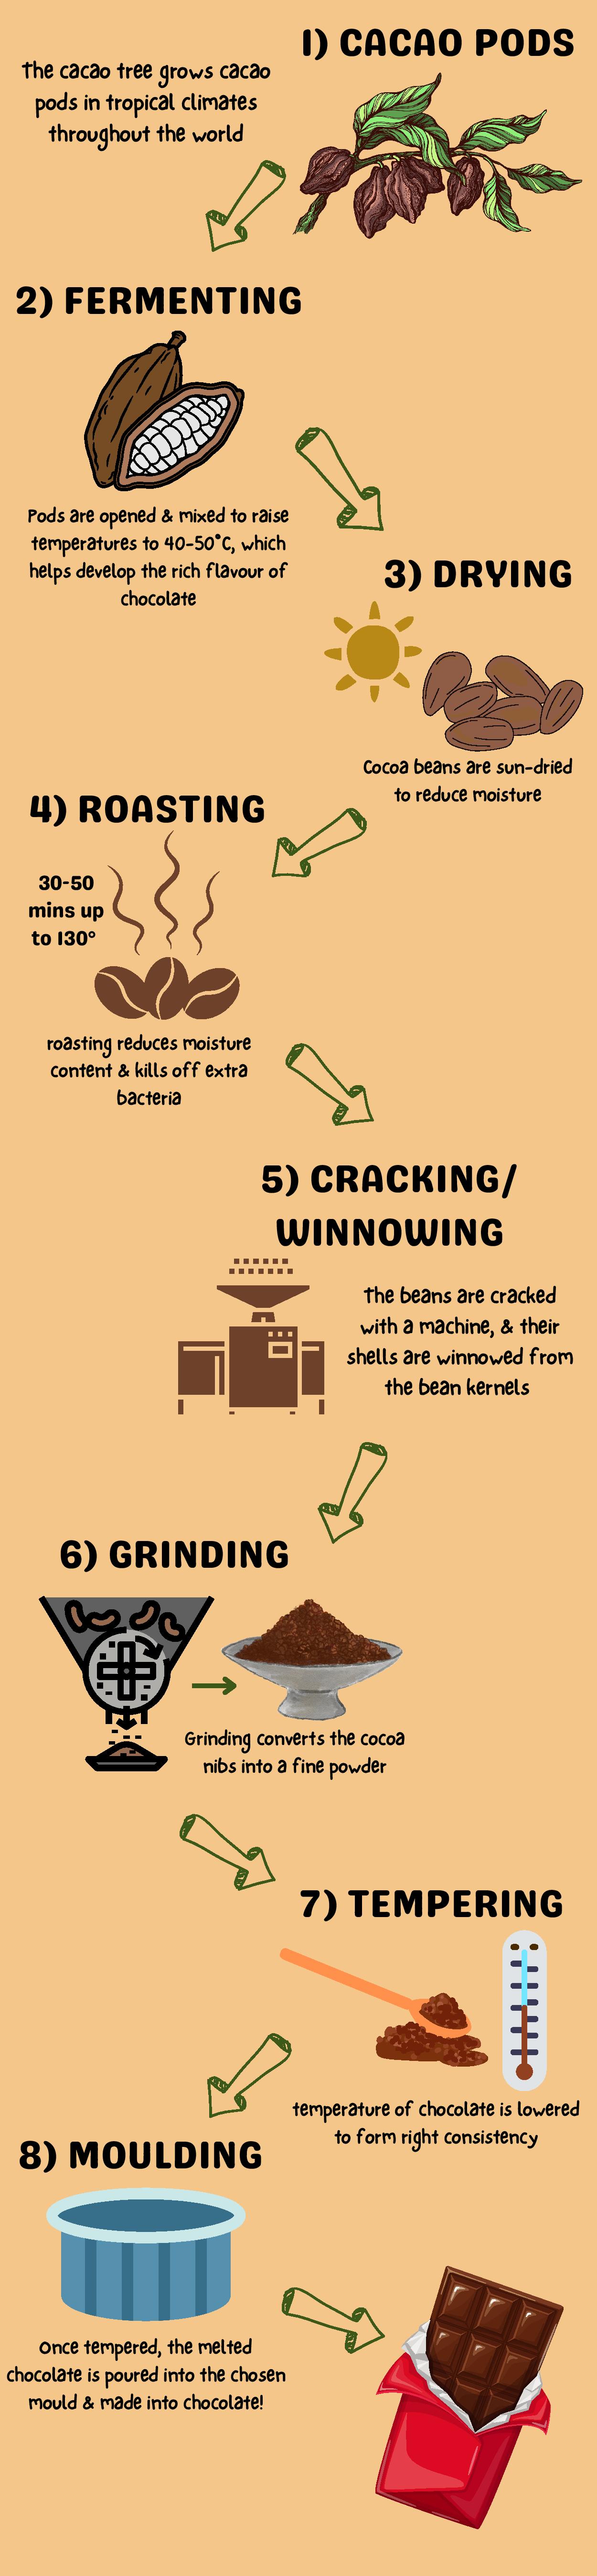 1) CACAO PODS
The cacao tree grows cacao
pods in tropical climates
throughout the world
2) FERMENTING
Pods are opened & mixed to raise
temperatures to 40-50°C, which
helps develop the rich flavour of
chocolate
3) DRYING
Cocoa beans are sun-dried
to reduce moisture
4) ROASTING
30-50
mins up
to 130°
roasting reduces moisture
content & kills off extra
bacteria
5) CRACKING/
WINNOWING
The beans are cracked
with a machine, & their
shells are winnowed from
the bean kernels
6) GRINDING
Grinding converts the cocoa
nibs into a fine powder
7) TEMPERING
temperature of chocolate is lowered
to form right consistency
8) MOULDING
Once tempered, the melted
chocolate is poured into the chosen
mould & made into chocolate!